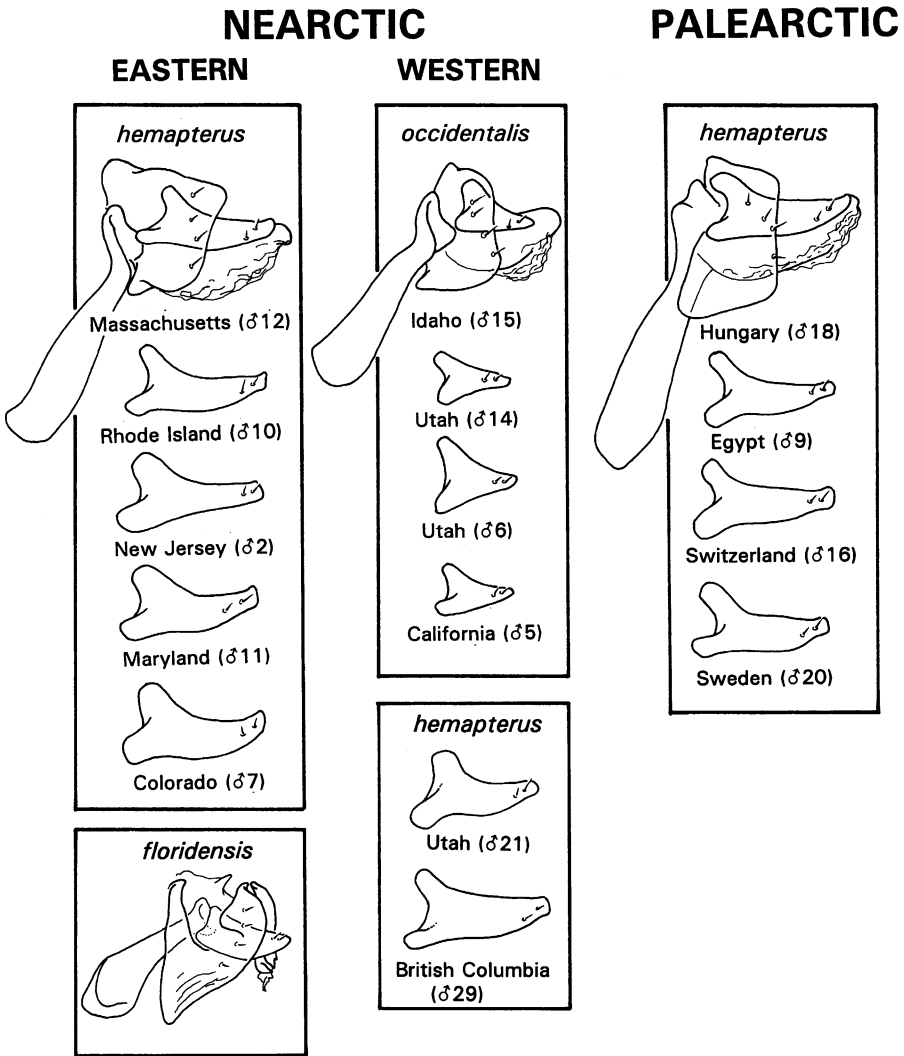 NEARCTIC
PALEARCTIC
EASTERN
WESTERN
hemapterus
Massachusetts (♂12)
Rhode Island (♂10)
New Jersey (♂2)
Maryland (♂11)
Colorado (♂7)
floridensis
occidentalis
Idaho (♂15)
Utah (♂14)
Utah (♂6)
California (♂5)
hemapterus
Utah (♂21)
British Columbia
(♂29)
hemapterus
Hungary (♂18)
Egypt (♂9)
Switzerland (♂16)
Sweden (♂20)